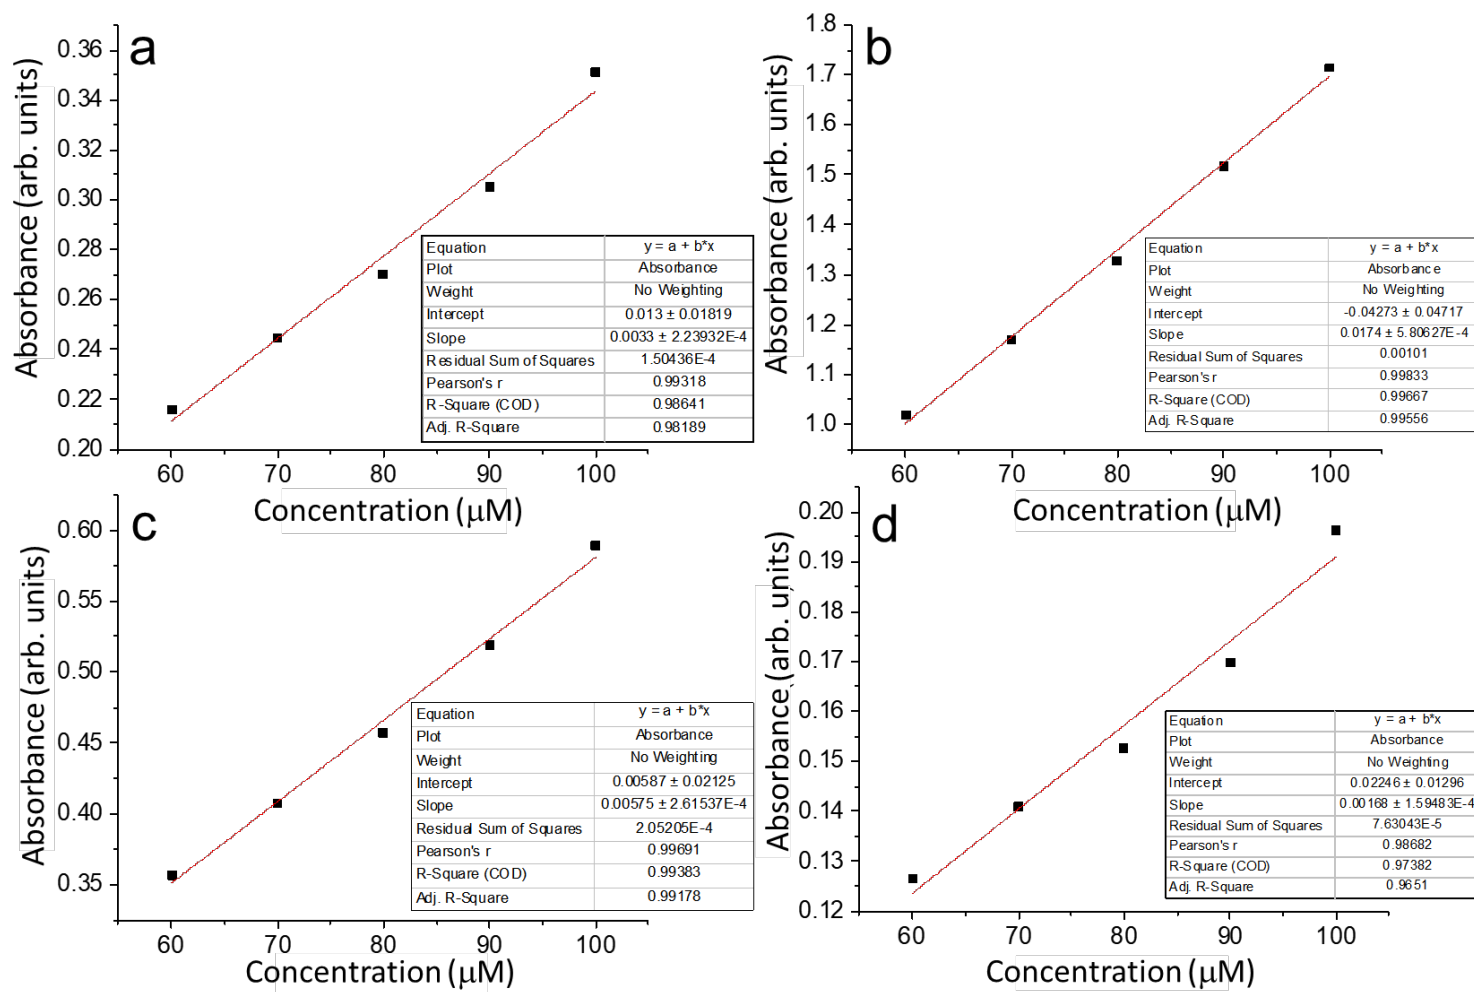 a
0.36
0.34
0.32
0.30
0.28
0.26
0.24
0.22
0.20
Absorbance (arb. units)
Equation y = a + b*x
Plot Absorbance
Weight No Weighting
Intercept 0.013 ± 0.01819
Slope 0.0033 ± 2.23932E-4
Residual Sum of Squares 1.50436E-4
Pearson's r 0.99318
R-Square (COD) 0.98641
Adj. R-Square 0.98189
60 70 80 90 100
Concentration (μM)
b
1.8
1.7
1.6
1.5
1.4
1.3
1.2
1.1
1.0
Absorbance (arb. units)
Equation y = a + b*x
Plot Absorbance
Weight No Weighting
Intercept -0.04273 ± 0.04717
Slope 0.0174 ± 5.80627E-4
Residual Sum of Squares 0.00101
Pearson's r 0.99833
R-Square (COD) 0.99667
Adj. R-Square 0.99556
60 70 80 90 100
Concentration (μM)
c
0.60
0.55
0.50
0.45
0.40
0.35
Absorbance (arb. units)
Equation y = a + b*x
Plot Absorbance
Weight No Weighting
Intercept 0.00587 ± 0.02125
Slope 0.00575 ± 2.61537E-4
Residual Sum of Squares 2.05205E-4
Pearson's r 0.99691
R-Square (COD) 0.99383
Adj. R-Square 0.99178
60 70 80 90 100
Concentration (μM)
d
0.20
0.19
0.18
0.17
0.16
0.15
0.14
0.13
0.12
Absorbance (arb. units)
Equation y = a + b*x
Plot Absorbance
Weight No Weighting
Intercept 0.02246 ± 0.01296
Slope 0.00168 ± 1.59483E-4
Residual Sum of Squares 7.63043E-5
Pearson's r 0.98682
R-Square (COD) 0.97382
Adj. R-Square 0.9651
60 70 80 90 100
Concentration (μM)